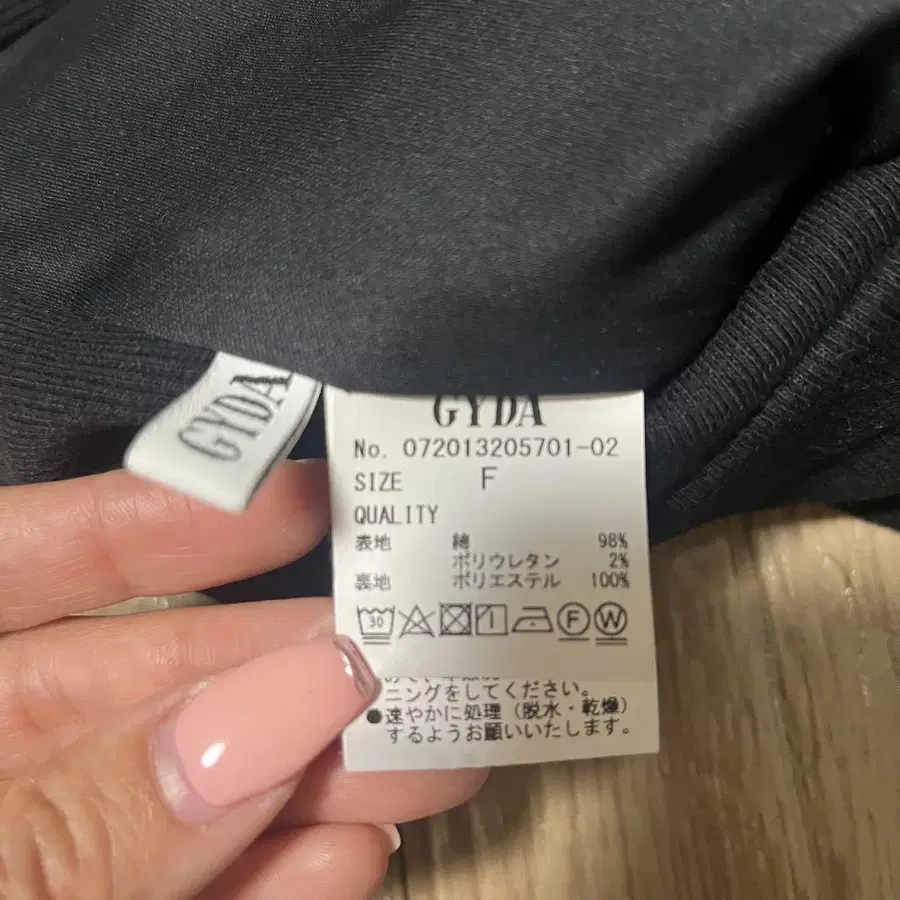 GYDA
GYDA
No. 072013205701-02
SIZE F
QUALITY
表地 綿 98%
ポリウレタン 2%
裏地 ポリエステル 100%
30 F W
ニングをしてください。
●速やかに処理（脱水・乾燥）
するようお願いいたします。